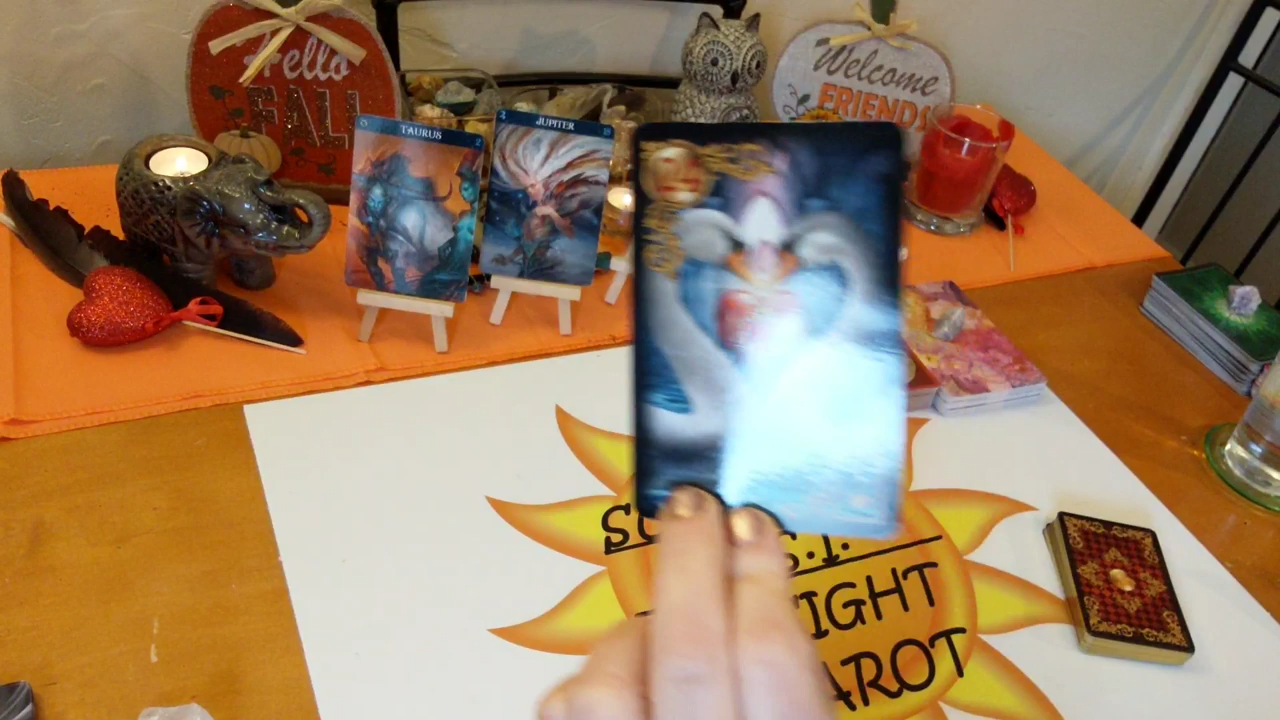 Hello
FALL
Welcome
FRIENDS
TAURUS
JUPITER
S.I.
IGHT
AROT